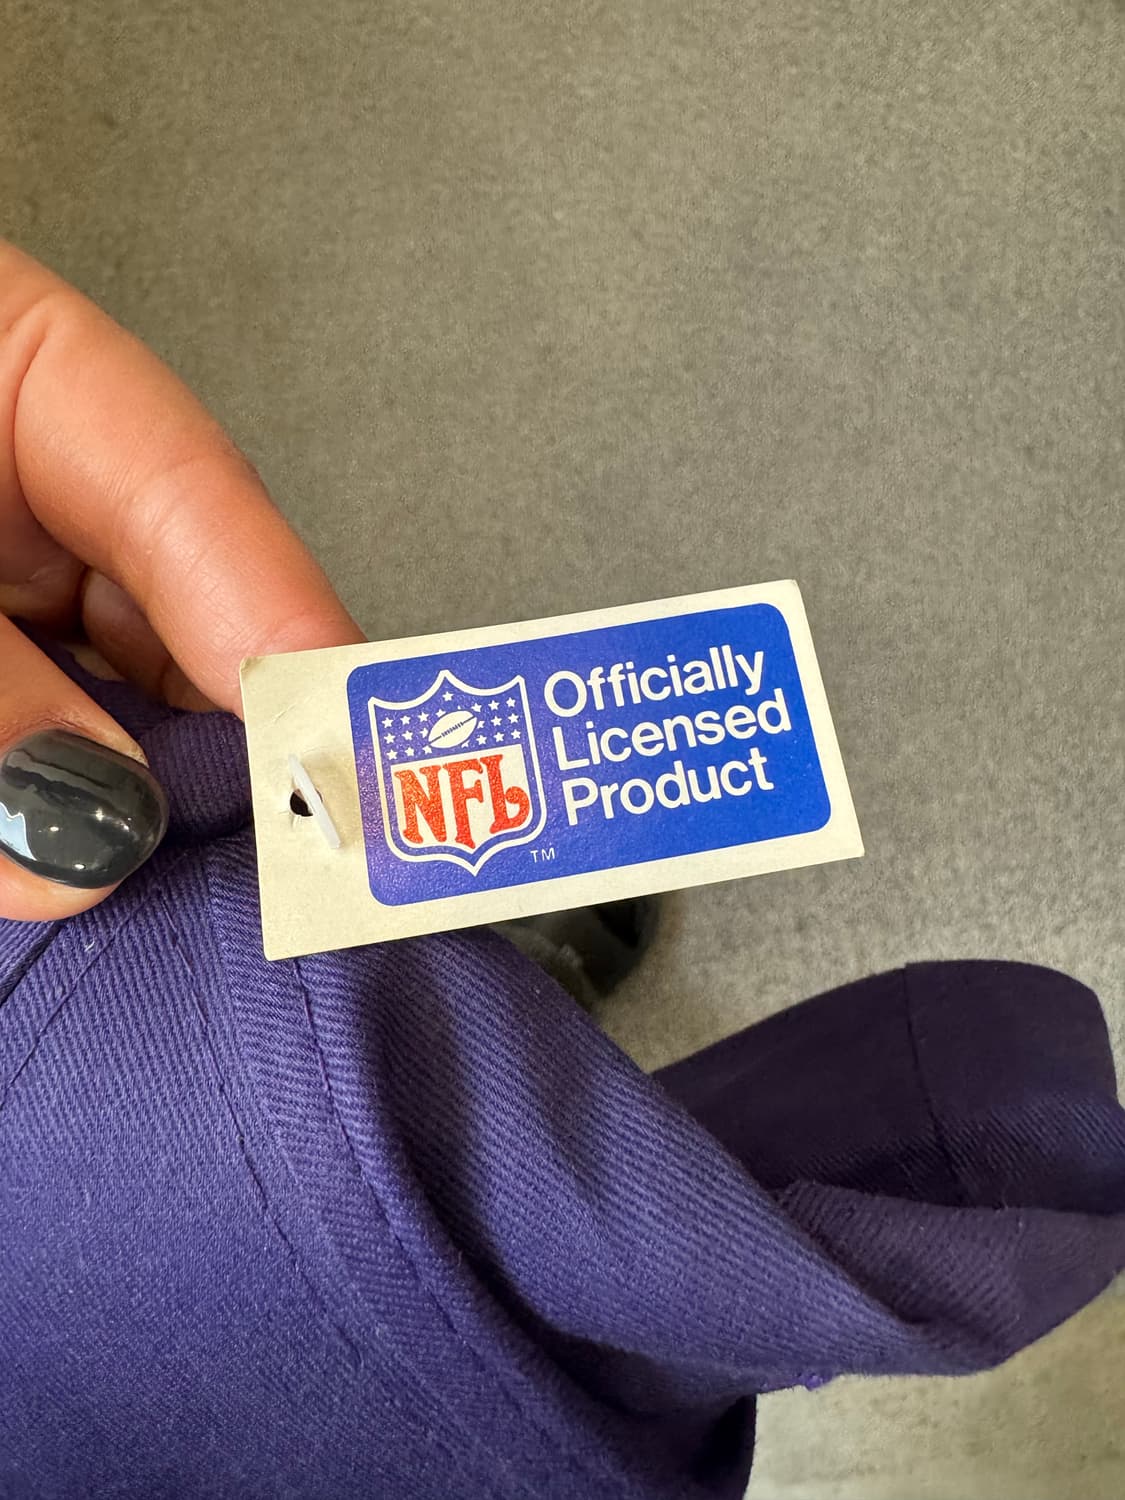 NFL
Officially
Licensed
Product
TM